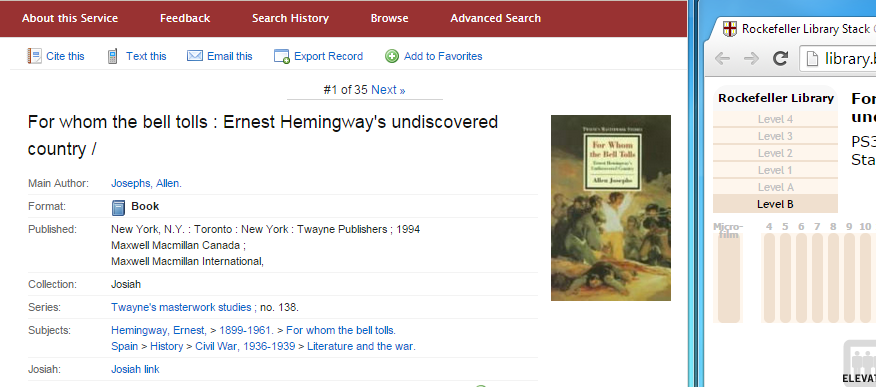 About this Service Feedback Search History Browse Advanced Search
Cite this Text this Email this Export Record Add to Favorites
#1 of 35 Next »
For whom the bell tolls : Ernest Hemingway's undiscovered
country /
Main Author: Josephs, Allen.
Format: Book
Published: New York, N.Y. : Toronto : New York : Twayne Publishers ; 1994
Maxwell Macmillan Canada ;
Maxwell Macmillan International,
Collection: Josiah
Series: Twayne's masterwork studies ; no. 138.
Subjects: Hemingway, Ernest, > 1899-1961. > For whom the bell tolls.
Spain > History > Civil War, 1936-1939 > Literature and the war.
Josiah: Josiah link
TWAYNE'S MASTERWORK STUDIES
For Whom
the Bell Tolls
Ernest Hemingway's
Undiscovered Country
Allen Josephs
Rockefeller Library Stack
library.b
Rockefeller Library
Level 4
Level 3
Level 2
Level 1
Level A
Level B
For
und
PS3
Sta
Micro-
film
4 5 6 7 8 9 10
ELEVAT